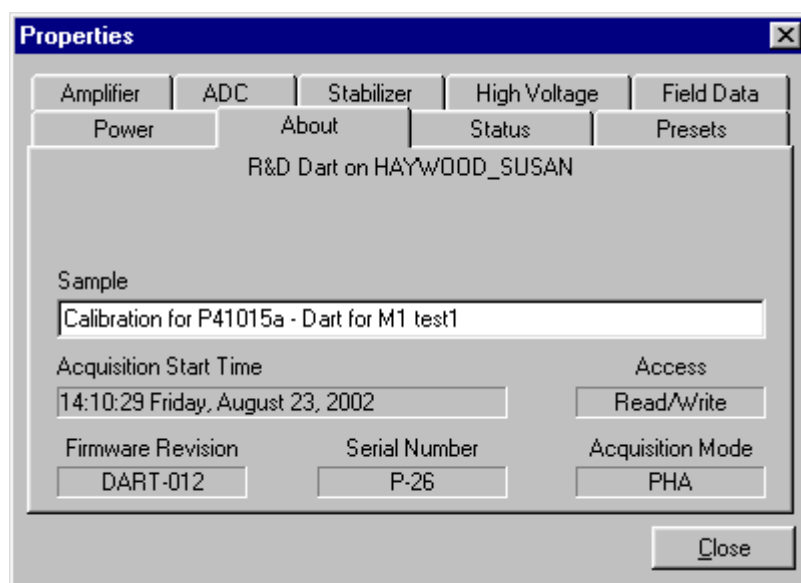 Properties
Amplifier ADC Stabilizer High Voltage Field Data
Power About Status Presets
R&D Dart on HAYWOOD_SUSAN
Sample
Calibration for P41015a - Dart for M1 test1
Acquisition Start Time Access
14:10:29 Friday, August 23, 2002 Read/Write
Firmware Revision Serial Number Acquisition Mode
DART-012 P-26 PHA
Close